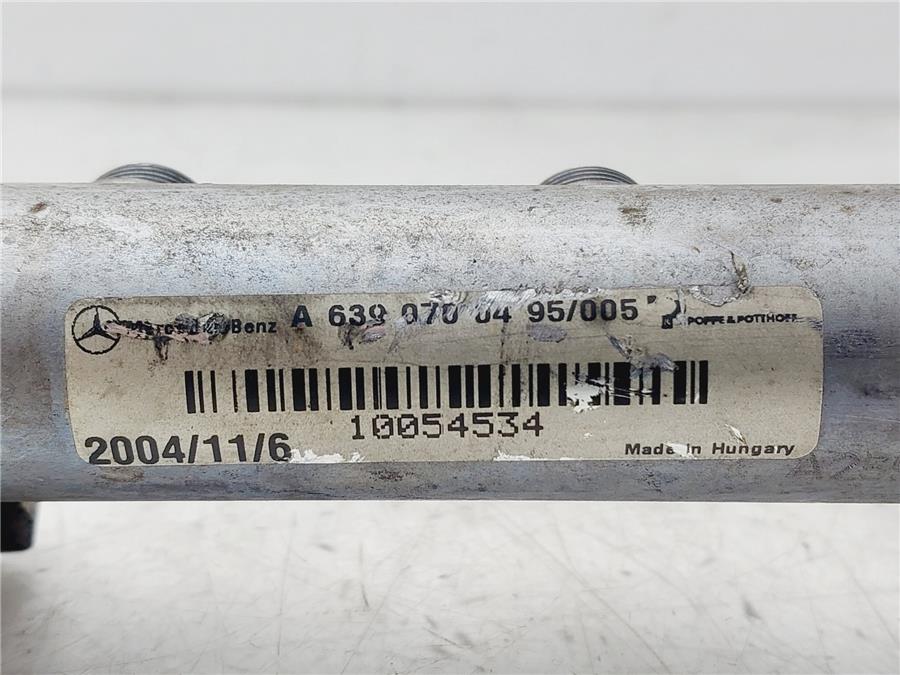 Mercedes-Benz A 639 070 04 95/005 POPPE & POTTHOFF
10054534
2004/11/6 Made in Hungary